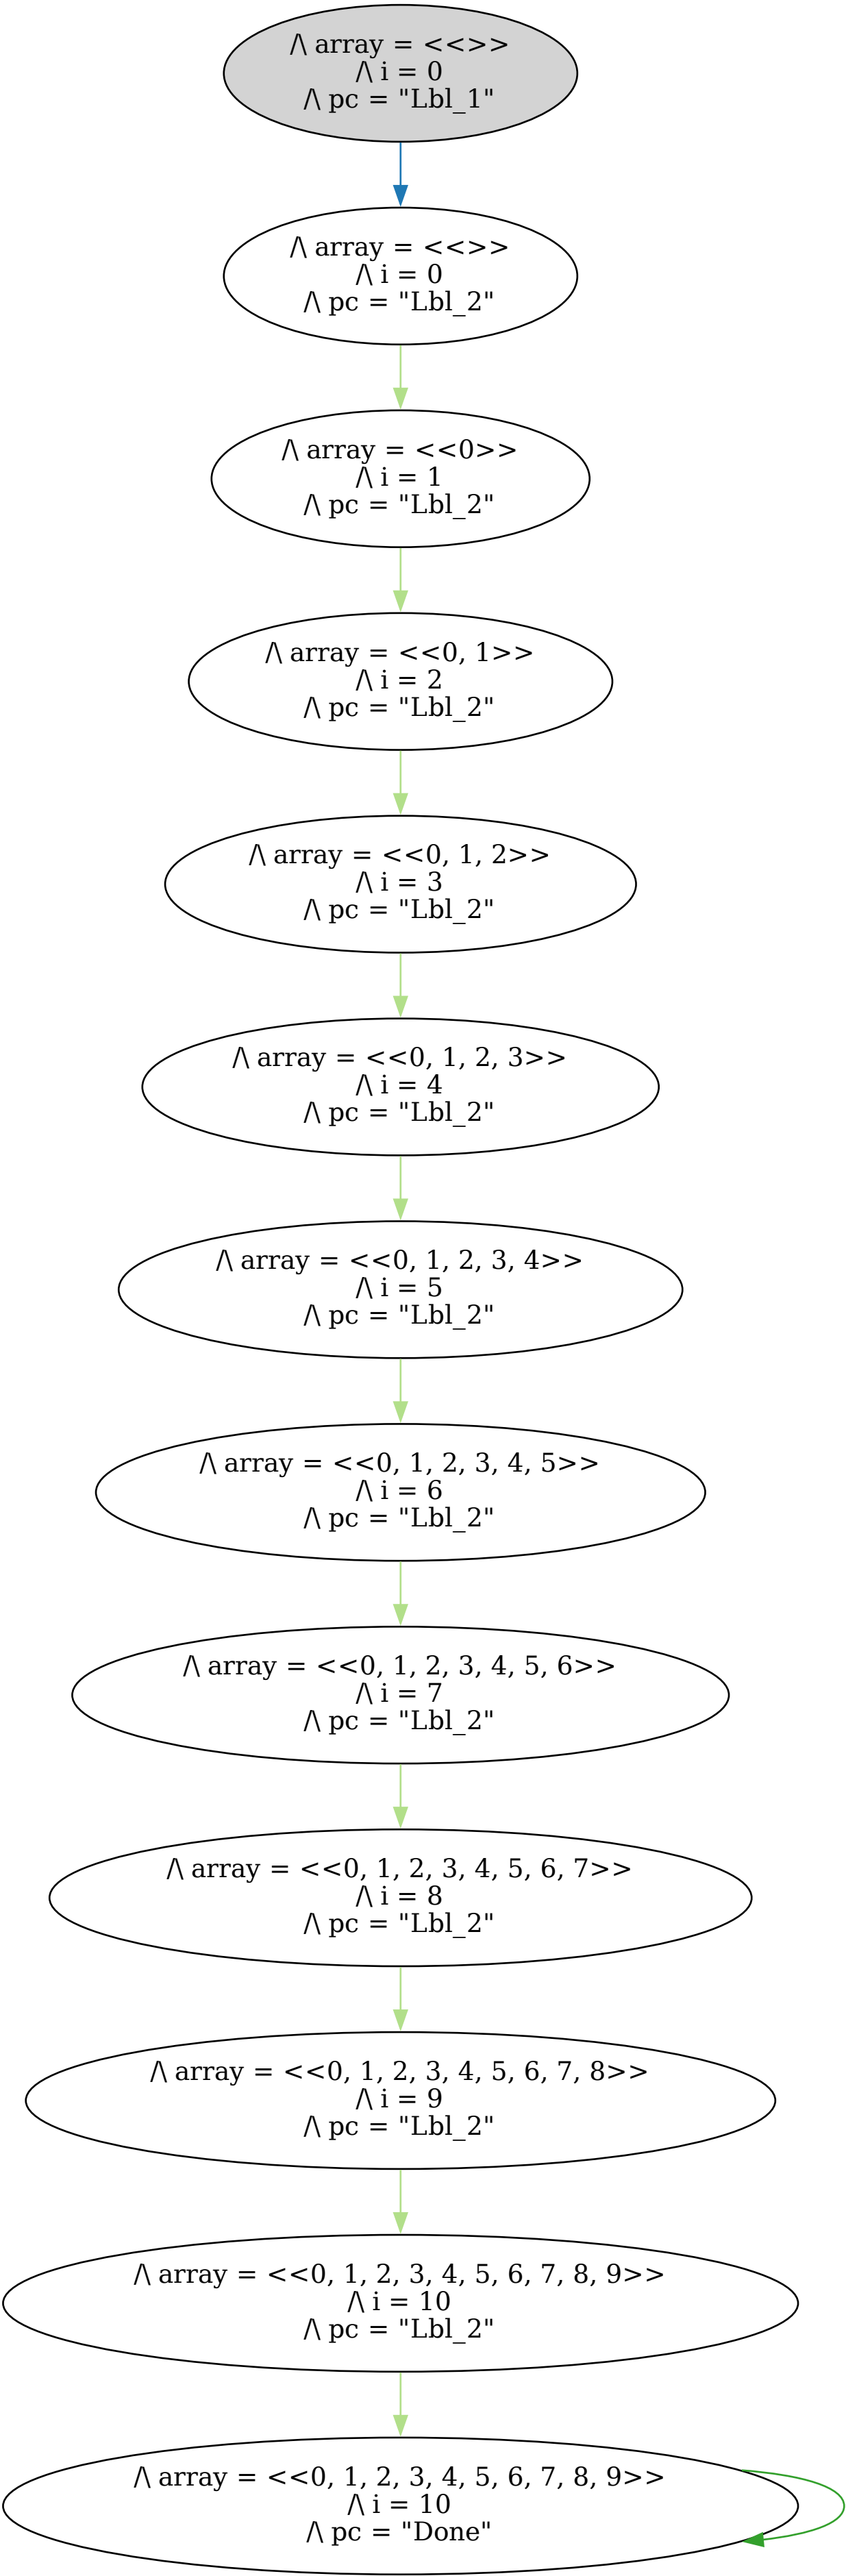 /\ array = <<>>
/\ i = 0
/\ pc = "Lbl_1"
/\ array = <<>>
/\ i = 0
/\ pc = "Lbl_2"
/\ array = <<0>>
/\ i = 1
/\ pc = "Lbl_2"
/\ array = <<0, 1>>
/\ i = 2
/\ pc = "Lbl_2"
/\ array = <<0, 1, 2>>
/\ i = 3
/\ pc = "Lbl_2"
/\ array = <<0, 1, 2, 3>>
/\ i = 4
/\ pc = "Lbl_2"
/\ array = <<0, 1, 2, 3, 4>>
/\ i = 5
/\ pc = "Lbl_2"
/\ array = <<0, 1, 2, 3, 4, 5>>
/\ i = 6
/\ pc = "Lbl_2"
/\ array = <<0, 1, 2, 3, 4, 5, 6>>
/\ i = 7
/\ pc = "Lbl_2"
/\ array = <<0, 1, 2, 3, 4, 5, 6, 7>>
/\ i = 8
/\ pc = "Lbl_2"
/\ array = <<0, 1, 2, 3, 4, 5, 6, 7, 8>>
/\ i = 9
/\ pc = "Lbl_2"
/\ array = <<0, 1, 2, 3, 4, 5, 6, 7, 8, 9>>
/\ i = 10
/\ pc = "Lbl_2"
/\ array = <<0, 1, 2, 3, 4, 5, 6, 7, 8, 9>>
/\ i = 10
/\ pc = "Done"